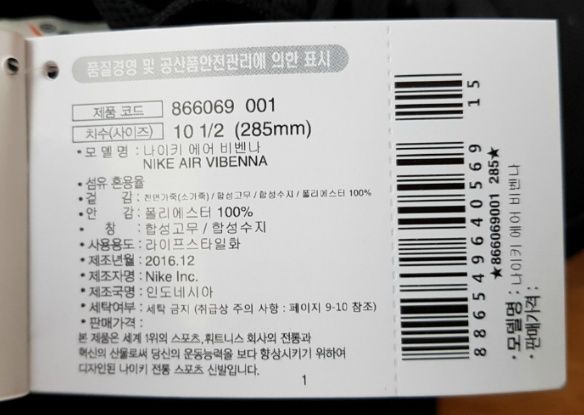 품질경영 및 공산품안전관리에 의한 표시
제품 코드 866069 001
치수(사이즈) 10 1/2 (285mm)
•모 델 명 : 나이키 에어 비벤나
NIKE AIR VIBENNA
•섬유 혼용율
•겉 감 : 천연가죽(소가죽) / 합성고무 / 합성수지 / 폴리에스터 100%
•안 감 : 폴리에스터 100%
• 창 : 합성고무 / 합성수지
•사용용도 : 라이프스타일화
•제조년월 : 2016.12
•제조자명 : Nike Inc.
•제조국명 : 인도네시아
•세탁여부 : 세탁 금지 (취급상 주의 사항 : 페이지 9-10 참조)
•판매가격 :
본 제품은 세계 1위의 스포츠,휘트니스 회사의 전통과
혁신의 산물로써 당신의 운동능력을 보다 향상시키기 위하여
디자인된 나이키 전통 스포츠 신발입니다.
1
15
886549640569
★866069001 285★
•모델명 : 나이키 에어 비벤나
•판매가격 :